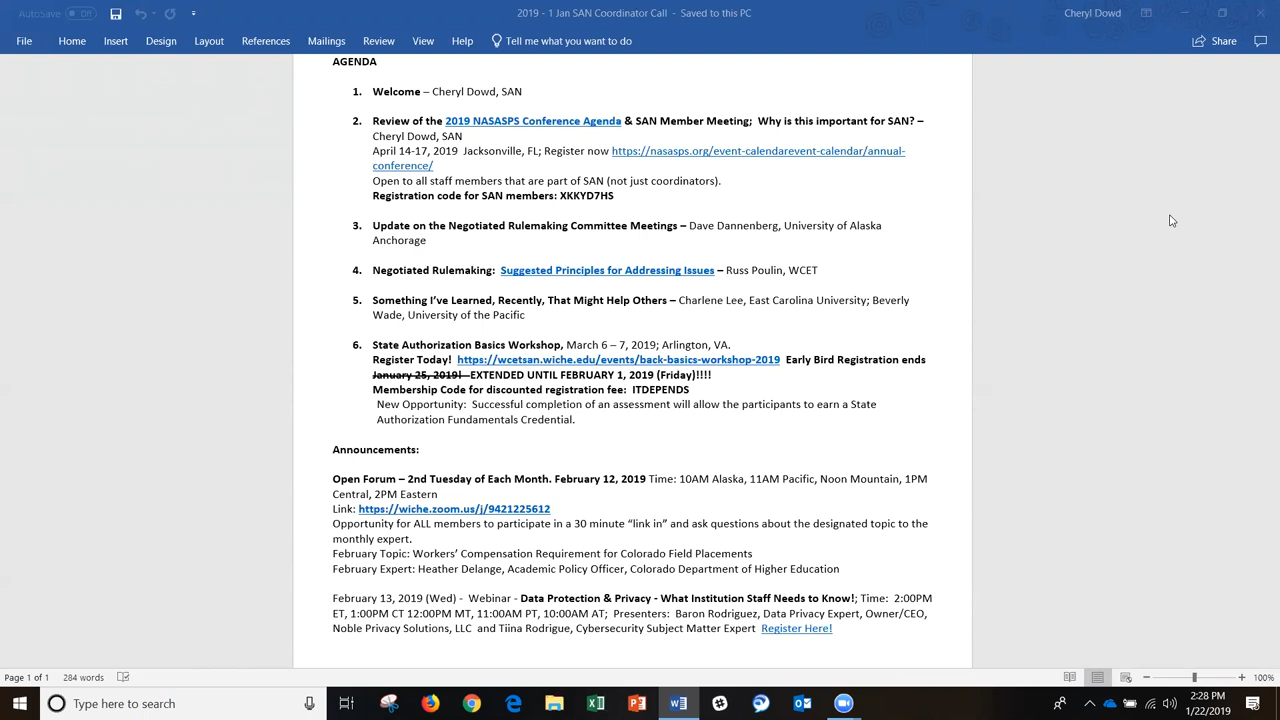 AutoSave Off
2019 - 1 Jan SAN Coordinator Call - Saved to this PC
Cheryl Dowd
File Home Insert Design Layout References Mailings Review View Help Tell me what you want to do
Share
AGENDA
1. Welcome – Cheryl Dowd, SAN
2. Review of the 2019 NASASPS Conference Agenda & SAN Member Meeting; Why is this important for SAN? –
Cheryl Dowd, SAN
April 14-17, 2019 Jacksonville, FL; Register now https://nasasps.org/event-calendarevent-calendar/annual-
conference/
Open to all staff members that are part of SAN (not just coordinators).
Registration code for SAN members: XKKYD7HS
3. Update on the Negotiated Rulemaking Committee Meetings – Dave Dannenberg, University of Alaska
Anchorage
4. Negotiated Rulemaking: Suggested Principles for Addressing Issues – Russ Poulin, WCET
5. Something I've Learned, Recently, That Might Help Others – Charlene Lee, East Carolina University; Beverly
Wade, University of the Pacific
6. State Authorization Basics Workshop, March 6 – 7, 2019; Arlington, VA.
Register Today! https://wcetsan.wiche.edu/events/back-basics-workshop-2019 Early Bird Registration ends
January 25, 2019! EXTENDED UNTIL FEBRUARY 1, 2019 (Friday)!!!!
Membership Code for discounted registration fee: ITDEPENDS
New Opportunity: Successful completion of an assessment will allow the participants to earn a State
Authorization Fundamentals Credential.
Announcements:
Open Forum – 2nd Tuesday of Each Month. February 12, 2019 Time: 10AM Alaska, 11AM Pacific, Noon Mountain, 1PM
Central, 2PM Eastern
Link: https://wiche.zoom.us/j/9421225612
Opportunity for ALL members to participate in a 30 minute “link in” and ask questions about the designated topic to the
monthly expert.
February Topic: Workers’ Compensation Requirement for Colorado Field Placements
February Expert: Heather Delange, Academic Policy Officer, Colorado Department of Higher Education
February 13, 2019 (Wed) - Webinar - Data Protection & Privacy - What Institution Staff Needs to Know!; Time: 2:00PM
ET, 1:00PM CT 12:00PM MT, 11:00AM PT, 10:00AM AT; Presenters: Baron Rodriguez, Data Privacy Expert, Owner/CEO,
Noble Privacy Solutions, LLC and Tiina Rodrigue, Cybersecurity Subject Matter Expert Register Here!
Page 1 of 1 284 words
100%
Type here to search
2:28 PM
1/22/2019